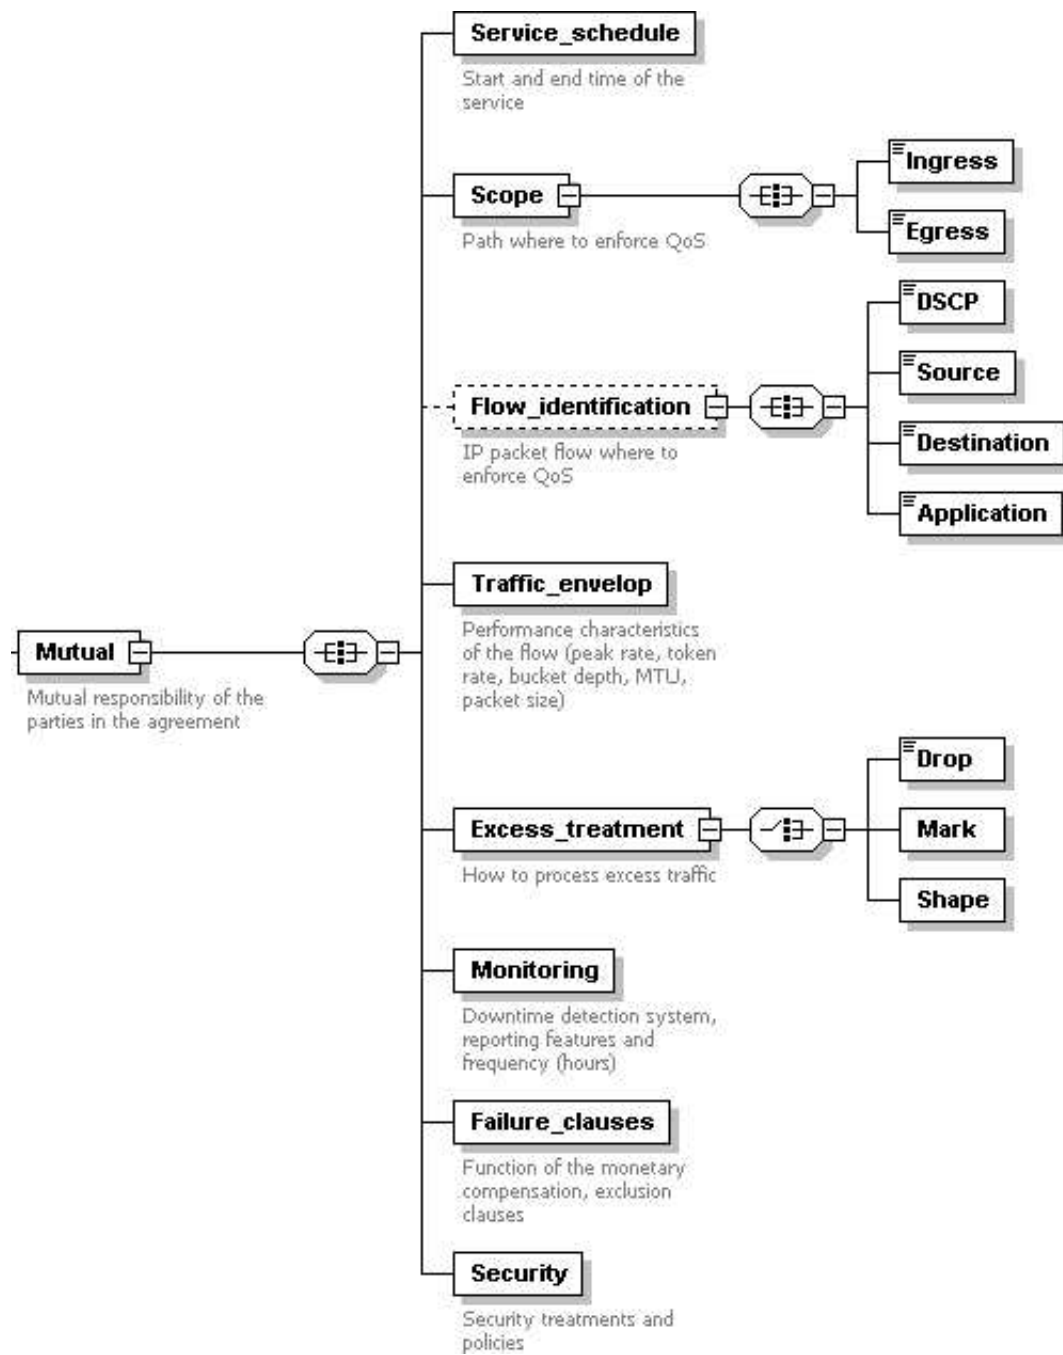 Service_schedule
Start and end time of the
service
Scope
Path where to enforce QoS
Ingress
Egress
Flow_identification
IP packet flow where to
enforce QoS
DSCP
Source
Destination
Application
Traffic_envelop
Performance characteristics
of the flow (peak rate, token
rate, bucket depth, MTU,
packet size)
Mutual
Mutual responsibility of the
parties in the agreement
Excess_treatment
How to process excess traffic
Drop
Mark
Shape
Monitoring
Downtime detection system,
reporting features and
frequency (hours)
Failure_clauses
Function of the monetary
compensation, exclusion
clauses
Security
Security treatments and
policies